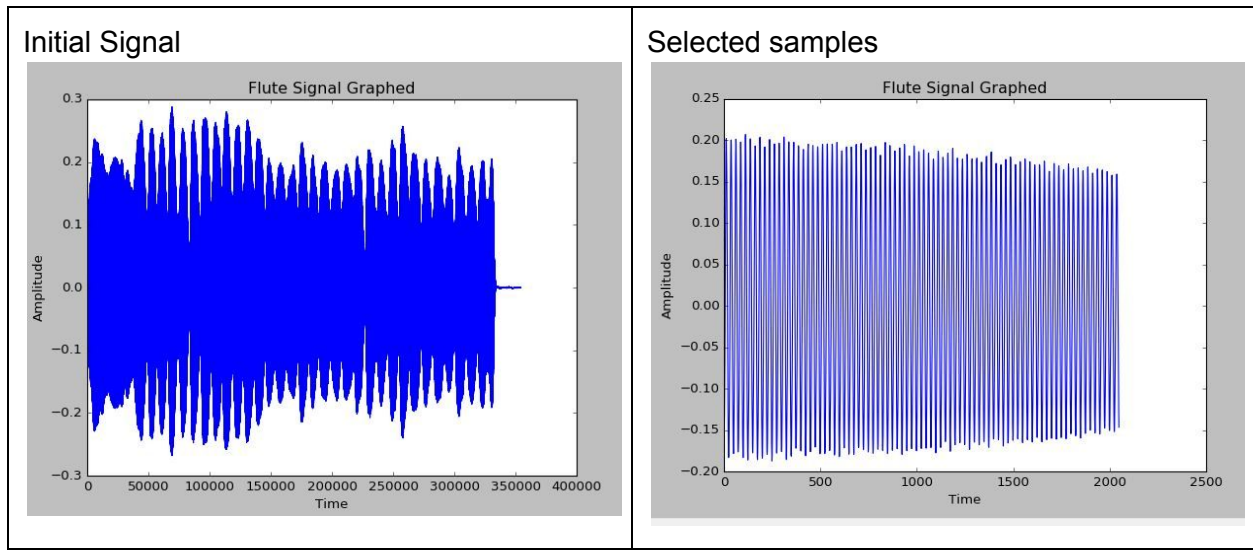 Initial Signal
Flute Signal Graphed
0.3
0.2
0.1
0.0
−0.1
−0.2
−0.3
Amplitude
0 50000 100000 150000 200000 250000 300000 350000 400000
Time
Selected samples
Flute Signal Graphed
0.25
0.20
0.15
0.10
0.05
0.00
−0.05
−0.10
−0.15
−0.20
Amplitude
0 500 1000 1500 2000 2500
Time